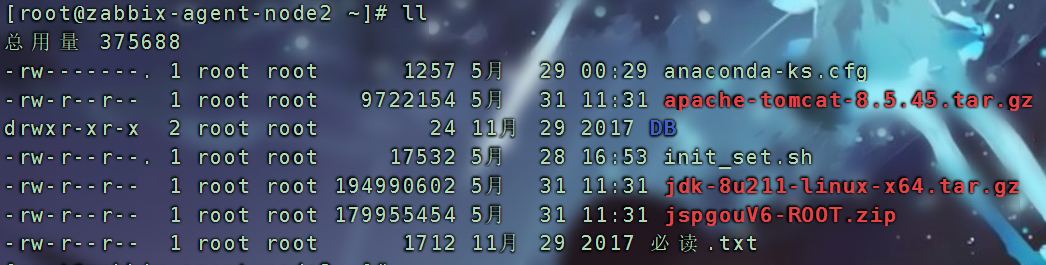 [root@zabbix-agent-node2 ~]# ll
总用量 375688
-rw-------. 1 root root      1257 5月  29 00:29 anaconda-ks.cfg
-rw-r--r--  1 root root   9722154 5月  31 11:31 apache-tomcat-8.5.45.tar.gz
drwxr-xr-x  2 root root        24 11月 29 2017 DB
-rw-r--r--. 1 root root     17532 5月  28 16:53 init_set.sh
-rw-r--r--  1 root root 194990602 5月  31 11:31 jdk-8u211-linux-x64.tar.gz
-rw-r--r--  1 root root 179955454 5月  31 11:31 jspgouV6-ROOT.zip
-rw-r--r--  1 root root      1712 11月 29 2017 必读.txt